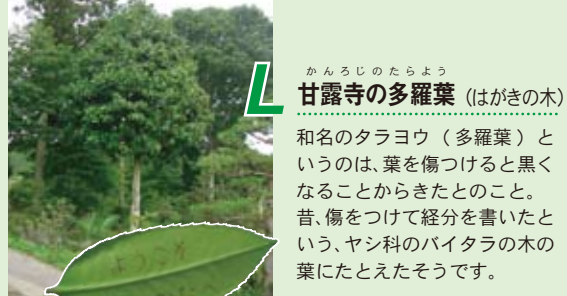 L
かんろじのたらよう
甘露寺の多羅葉（はがきの木）
和名のタラヨウ（多羅葉）と
いうのは、葉を傷つけると黒く
なることからきたとのこと。
昔、傷をつけて経分を書いたと
いう、ヤシ科のバイタラの木の
葉にたとえたそうです。
ようこそ